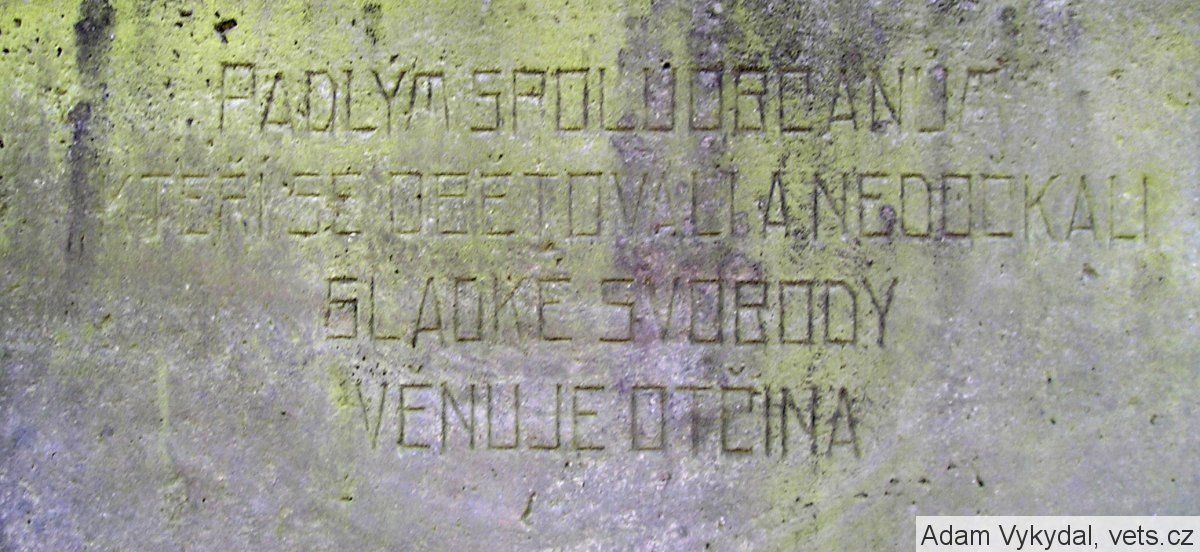 PADLÝM SPOLUOBČANŮM
KTEŘÍ SE OBĚTOVALI A NEDOČKALI
SLADKÉ SVOBODY
VĚNUJE OTČINA
Adam Vykydal, vets.cz